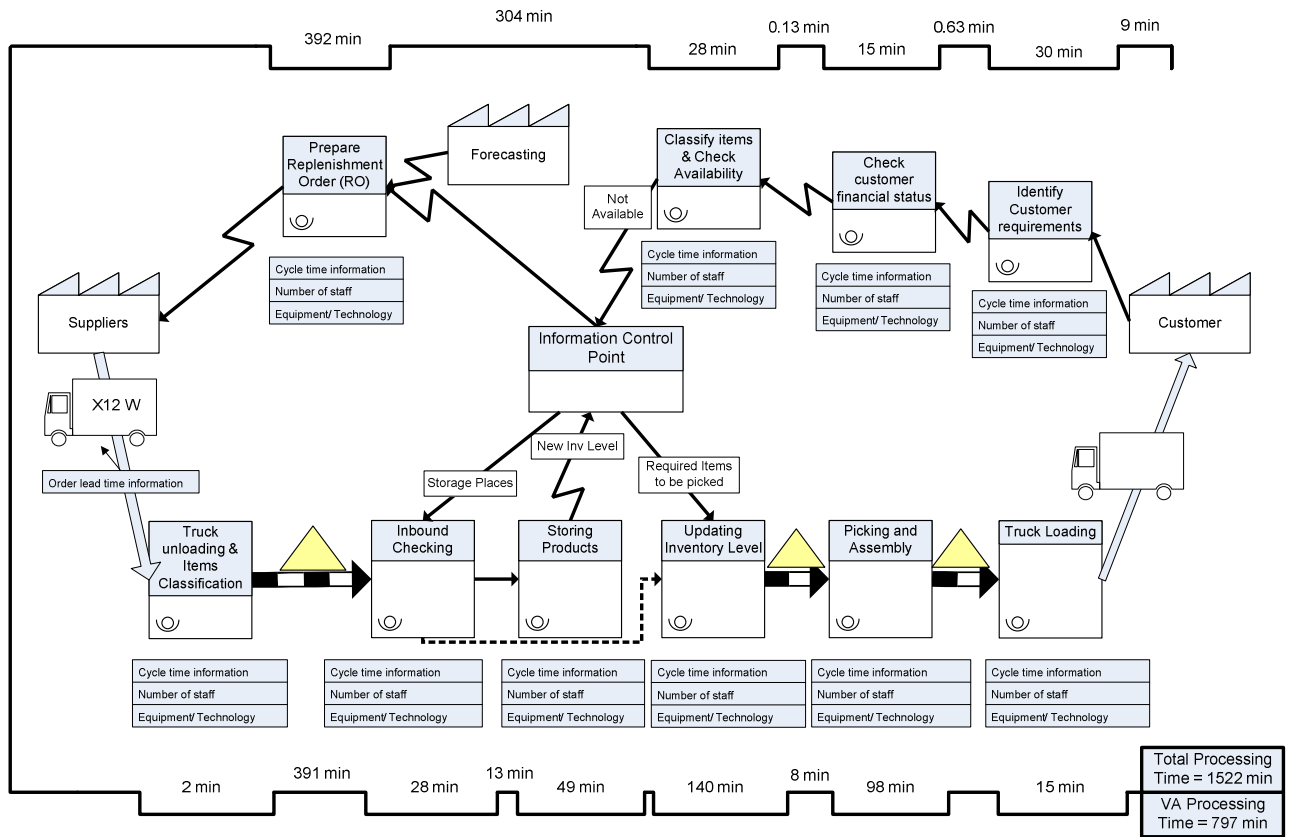 304 min
392 min
28 min
0.13 min
15 min
0.63 min
30 min
9 min
Prepare
Replenishment
Order (RO)
Forecasting
Classify items
& Check
Availability
Check
customer
financial status
Identify
Customer
requirements
Not
Available
Cycle time information
Number of staff
Equipment/ Technology
Cycle time information
Number of staff
Equipment/ Technology
Cycle time information
Number of staff
Equipment/ Technology
Cycle time information
Number of staff
Equipment/ Technology
Suppliers
Customer
Information Control
Point
X12 W
Order lead time information
New Inv Level
Storage Places
Required Items
to be picked
Truck
unloading &
Items
Classification
Inbound
Checking
Storing
Products
Updating
Inventory Level
Picking and
Assembly
Truck Loading
Cycle time information
Number of staff
Equipment/ Technology
Cycle time information
Number of staff
Equipment/ Technology
Cycle time information
Number of staff
Equipment/ Technology
Cycle time information
Number of staff
Equipment/ Technology
Cycle time information
Number of staff
Equipment/ Technology
Cycle time information
Number of staff
Equipment/ Technology
2 min
391 min
28 min
13 min
49 min
140 min
8 min
98 min
15 min
Total Processing
Time = 1522 min
VA Processing
Time = 797 min